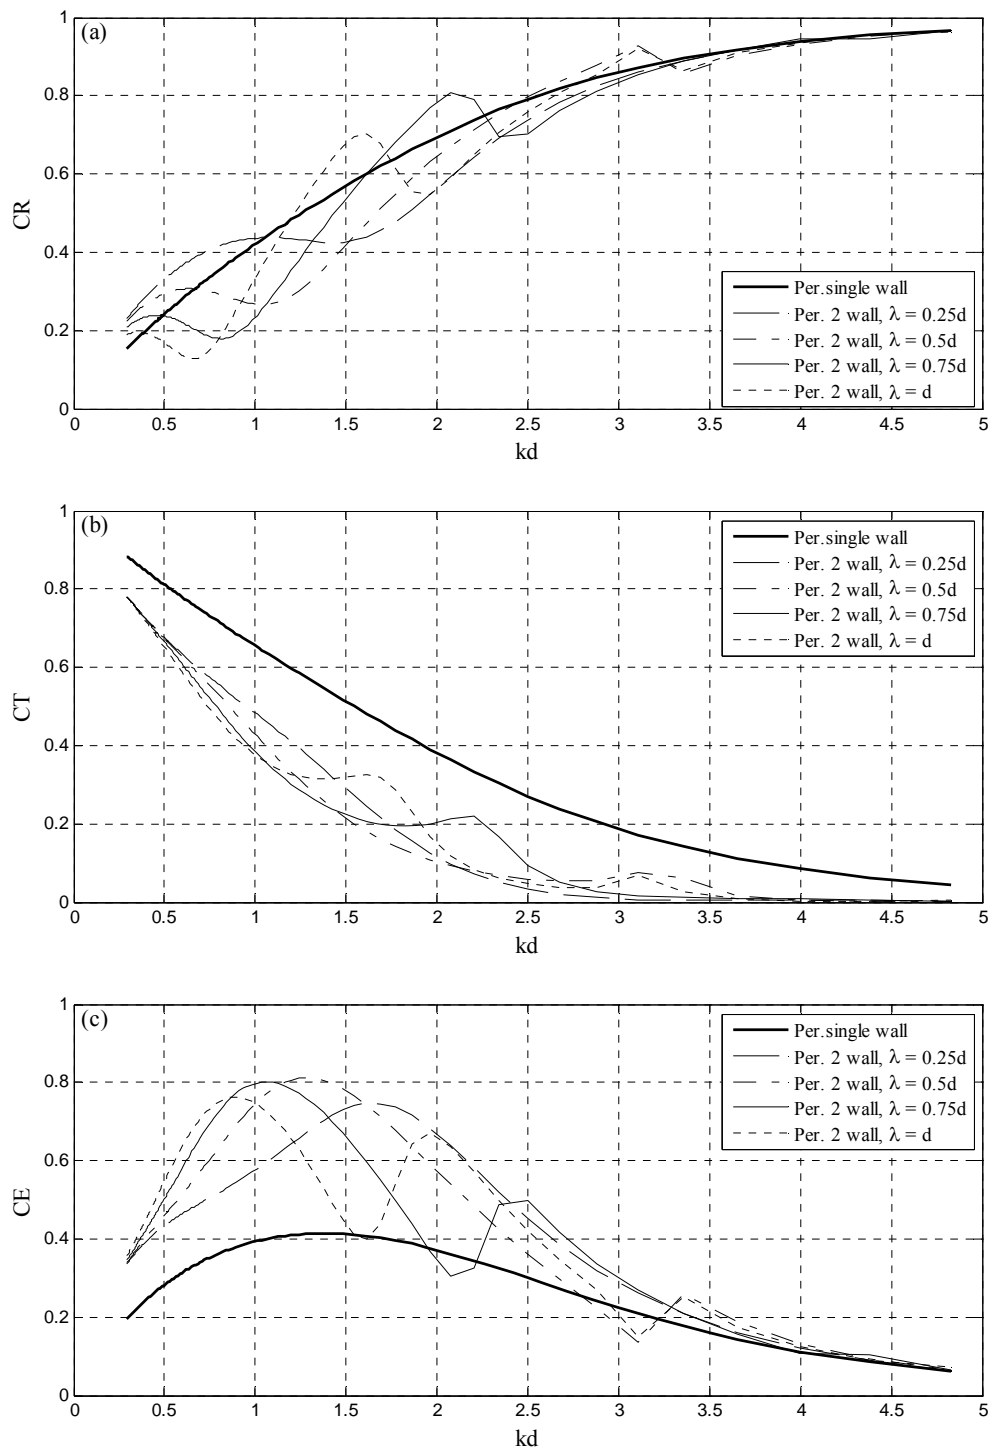 (a)
1
0.8
0.6
0.4
0.2
0
CR
Per.single wall
Per. 2 wall, λ = 0.25d
Per. 2 wall, λ = 0.5d
Per. 2 wall, λ = 0.75d
Per. 2 wall, λ = d
0 0.5 1 1.5 2 2.5 3 3.5 4 4.5 5
kd
(b)
1
0.8
0.6
0.4
0.2
0
CT
Per.single wall
Per. 2 wall, λ = 0.25d
Per. 2 wall, λ = 0.5d
Per. 2 wall, λ = 0.75d
Per. 2 wall, λ = d
0 0.5 1 1.5 2 2.5 3 3.5 4 4.5 5
kd
(c)
1
0.8
0.6
0.4
0.2
0
CE
Per.single wall
Per. 2 wall, λ = 0.25d
Per. 2 wall, λ = 0.5d
Per. 2 wall, λ = 0.75d
Per. 2 wall, λ = d
0 0.5 1 1.5 2 2.5 3 3.5 4 4.5 5
kd